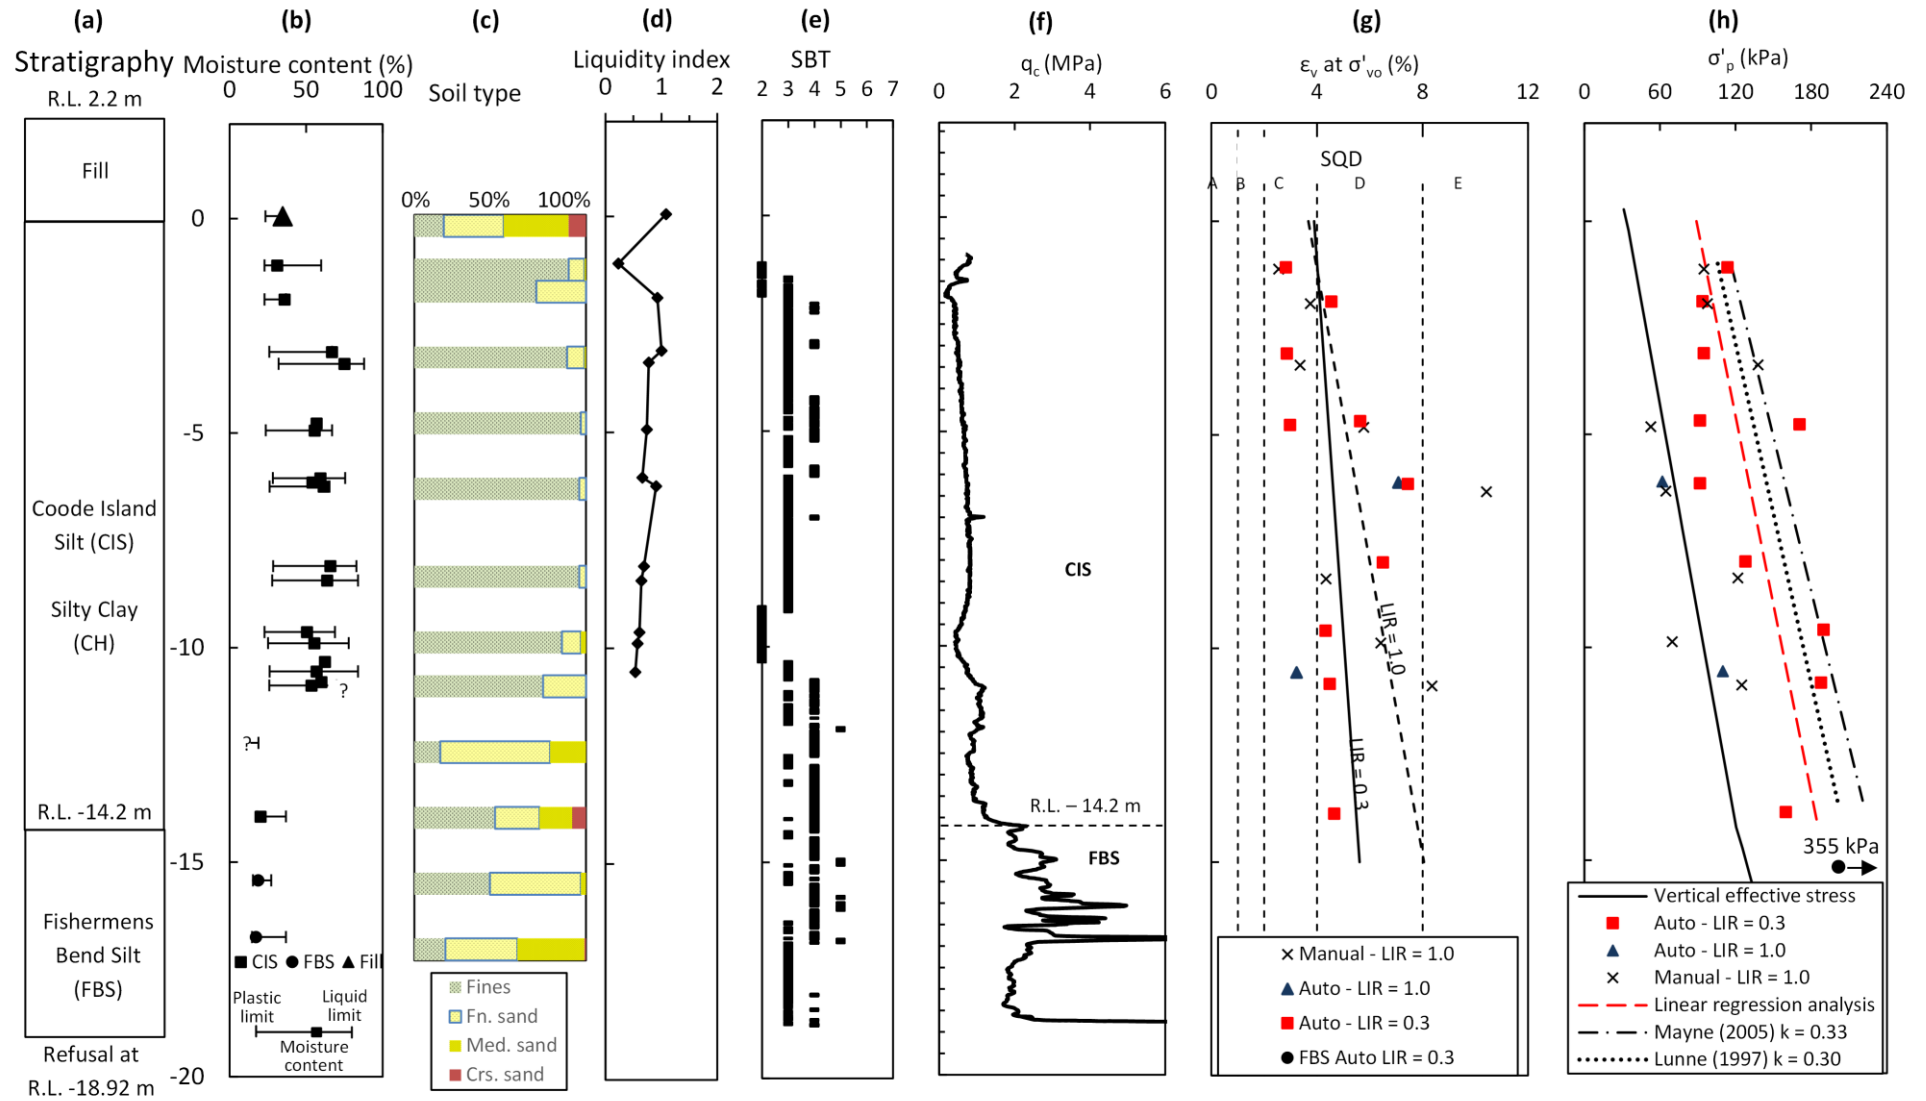 (a) (b) (c) (d) (e) (f) (g) (h)
Stratigraphy
R.L. 2.2 m
Fill
Coode Island
Silt (CIS)
Silty Clay
(CH)
R.L. -14.2 m
Fishermens
Bend Silt
(FBS)
Refusal at
R.L. -18.92 m
Moisture content (%)
0 50 100
0
-5
-10
-15
-20
?
?
CIS FBS Fill
Plastic limit
Liquid limit
Moisture content
Soil type
0% 50% 100%
Fines
Fn. sand
Med. sand
Crs. sand
Liquidity index
0 1 2
SBT
2 3 4 5 6 7
qc (MPa)
0 2 4 6
CIS
R.L. – 14.2 m
FBS
εv at σ'vo (%)
0 4 8 12
SQD
A B C D E
LIR = 1.0
LIR = 0.3
Manual - LIR = 1.0
Auto - LIR = 1.0
Auto - LIR = 0.3
FBS Auto LIR = 0.3
σ'p (kPa)
0 60 120 180 240
355 kPa
Vertical effective stress
Auto - LIR = 0.3
Auto - LIR = 1.0
Manual - LIR = 1.0
Linear regression analysis
Mayne (2005) k = 0.33
Lunne (1997) k = 0.30